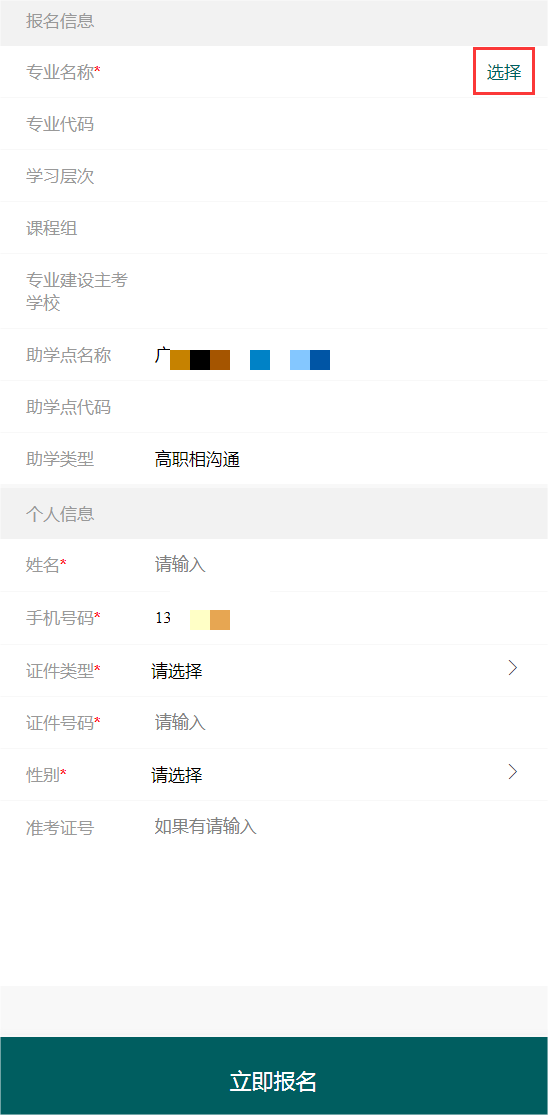 报名信息
专业名称* 选择
专业代码
学习层次
课程组
专业建设主考
学校
助学点名称 广
助学点代码
助学类型 高职相沟通
个人信息
姓名* 请输入
手机号码* 13
证件类型* 请选择
证件号码* 请输入
性别* 请选择
准考证号 如果有请输入
立即报名